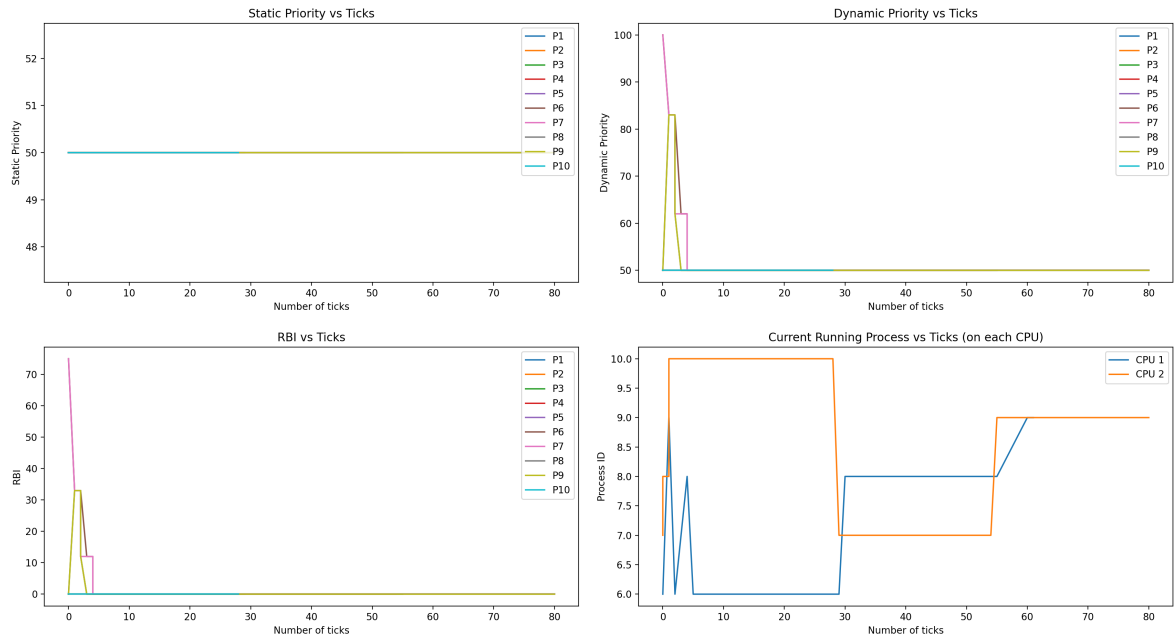 Static Priority vs Ticks
Static Priority
52
51
50
49
48
0 10 20 30 40 50 60 70 80
Number of ticks
P1
P2
P3
P4
P5
P6
P7
P8
P9
P10
Dynamic Priority vs Ticks
Dynamic Priority
100
90
80
70
60
50
0 10 20 30 40 50 60 70 80
Number of ticks
P1
P2
P3
P4
P5
P6
P7
P8
P9
P10
RBI vs Ticks
RBI
70
60
50
40
30
20
10
0
0 10 20 30 40 50 60 70 80
Number of ticks
P1
P2
P3
P4
P5
P6
P7
P8
P9
P10
Current Running Process vs Ticks (on each CPU)
Process ID
10.0
9.5
9.0
8.5
8.0
7.5
7.0
6.5
6.0
0 10 20 30 40 50 60 70 80
Number of ticks
CPU 1
CPU 2